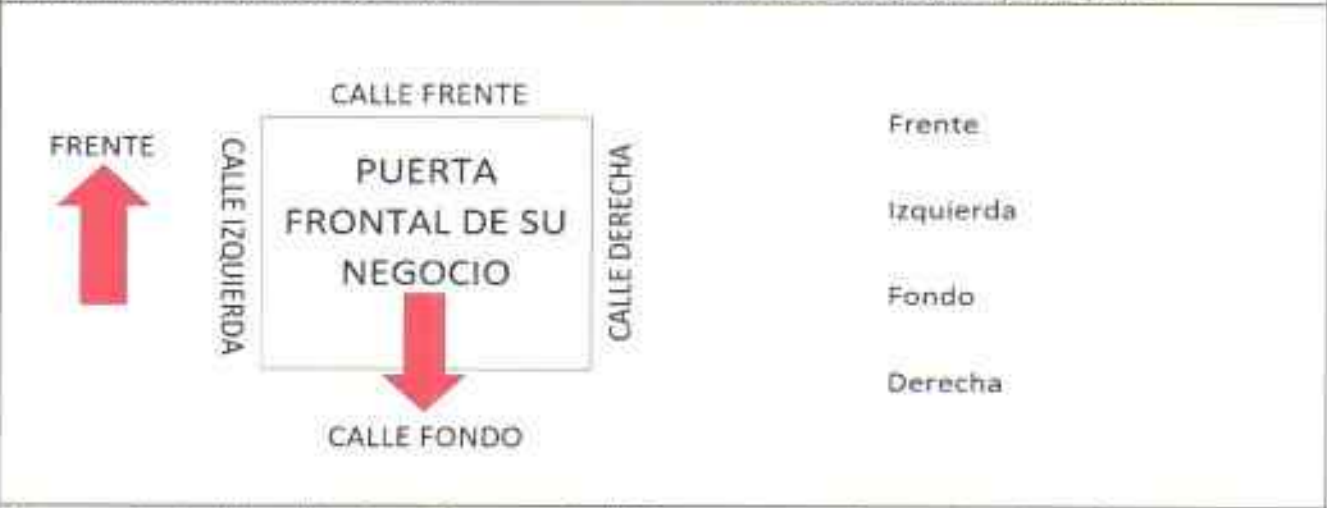 CALLE FRENTE
FRENTE
CALLE IZQUIERDA
PUERTA
FRONTAL DE SU
NEGOCIO
CALLE DERECHA
CALLE FONDO
Frente
Izquierda
Fondo
Derecha